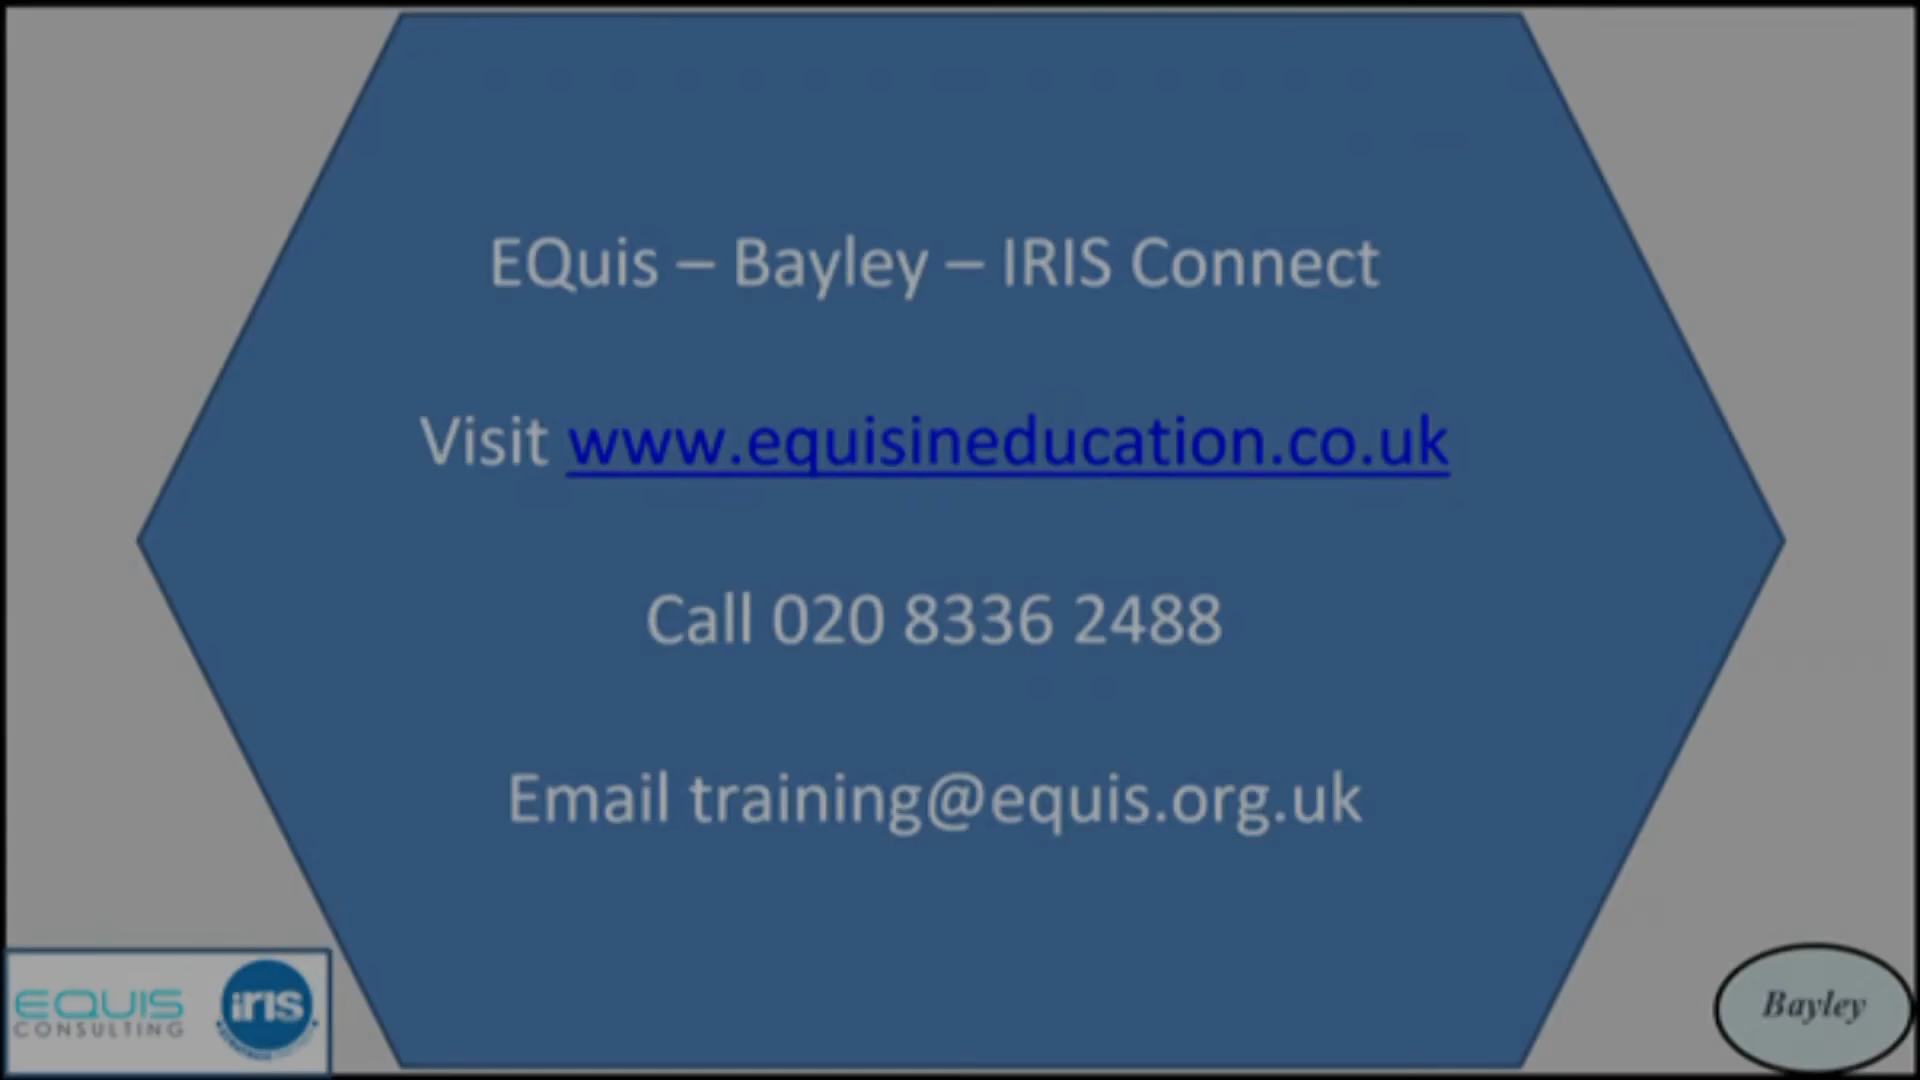 EQuis – Bayley – IRIS Connect
Visit www.equisineducation.co.uk
Call 020 8336 2488
Email training@equis.org.uk
EQUIS
CONSULTING
iris
Bayley